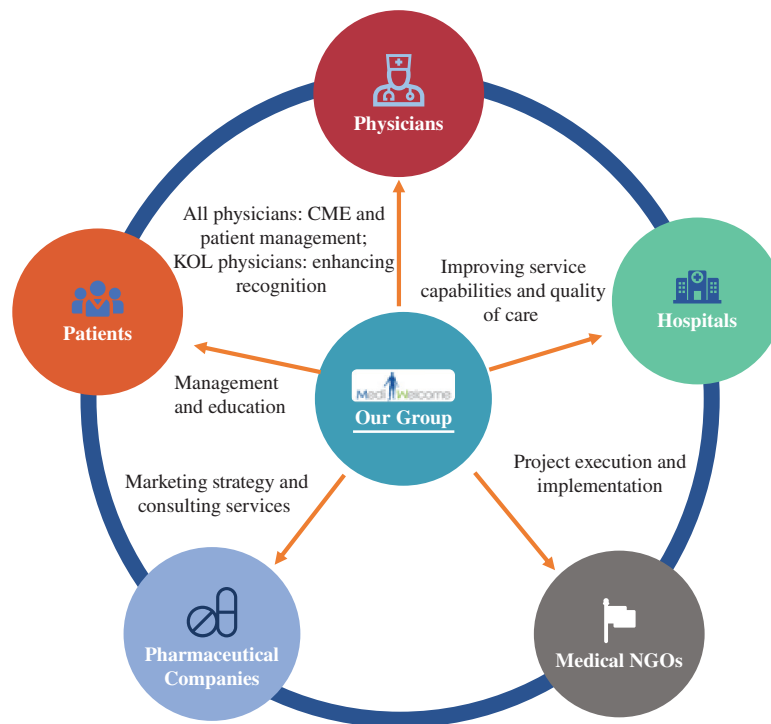 Physicians
All physicians: CME and
patient management;
KOL physicians: enhancing
recognition
Improving service
capabilities and quality
of care
Patients
Hospitals
Medi Welcome
Our Group
Management
and education
Marketing strategy and
consulting services
Project execution and
implementation
Pharmaceutical
Companies
Medical NGOs